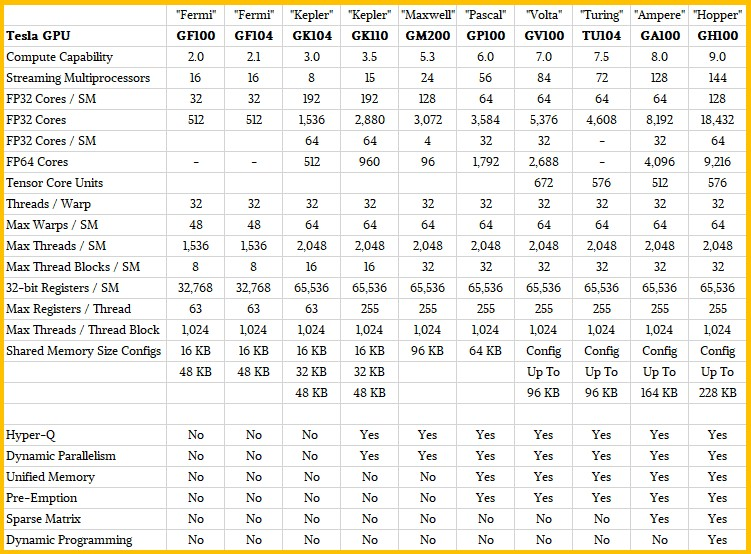 "Fermi" "Fermi" "Kepler" "Kepler" "Maxwell" "Pascal" "Volta" "Turing" "Ampere" "Hopper"
Tesla GPU GF100 GF104 GK104 GK110 GM200 GP100 GV100 TU104 GA100 GH100
Compute Capability 2.0 2.1 3.0 3.5 5.3 6.0 7.0 7.5 8.0 9.0
Streaming Multiprocessors 16 16 8 15 24 56 84 72 128 144
FP32 Cores / SM 32 32 192 192 128 64 64 64 64 128
FP32 Cores 512 512 1,536 2,880 3,072 3,584 5,376 4,608 8,192 18,432
FP32 Cores / SM 64 64 4 32 32 – 32 64
FP64 Cores – – 512 960 96 1,792 2,688 – 4,096 9,216
Tensor Core Units 672 576 512 576
Threads / Warp 32 32 32 32 32 32 32 32 32 32
Max Warps / SM 48 48 64 64 64 64 64 64 64 64
Max Threads / SM 1,536 1,536 2,048 2,048 2,048 2,048 2,048 2,048 2,048 2,048
Max Thread Blocks / SM 8 8 16 16 32 32 32 32 32 32
32-bit Registers / SM 32,768 32,768 65,536 65,536 65,536 65,536 65,536 65,536 65,536 65,536
Max Registers / Thread 63 63 63 255 255 255 255 255 255 255
Max Threads / Thread Block 1,024 1,024 1,024 1,024 1,024 1,024 1,024 1,024 1,024 1,024
Shared Memory Size Configs 16 KB 16 KB 16 KB 16 KB 96 KB 64 KB Config Config Config Config
48 KB 48 KB 32 KB 32 KB Up To Up To Up To Up To
48 KB 48 KB 96 KB 96 KB 164 KB 228 KB
Hyper-Q No No No Yes Yes Yes Yes Yes Yes Yes
Dynamic Parallelism No No No Yes Yes Yes Yes Yes Yes Yes
Unified Memory No No No No No Yes Yes Yes Yes Yes
Pre-Emption No No No No No Yes Yes Yes Yes Yes
Sparse Matrix No No No No No No No No Yes Yes
Dynamic Programming No No No No No No No No No Yes